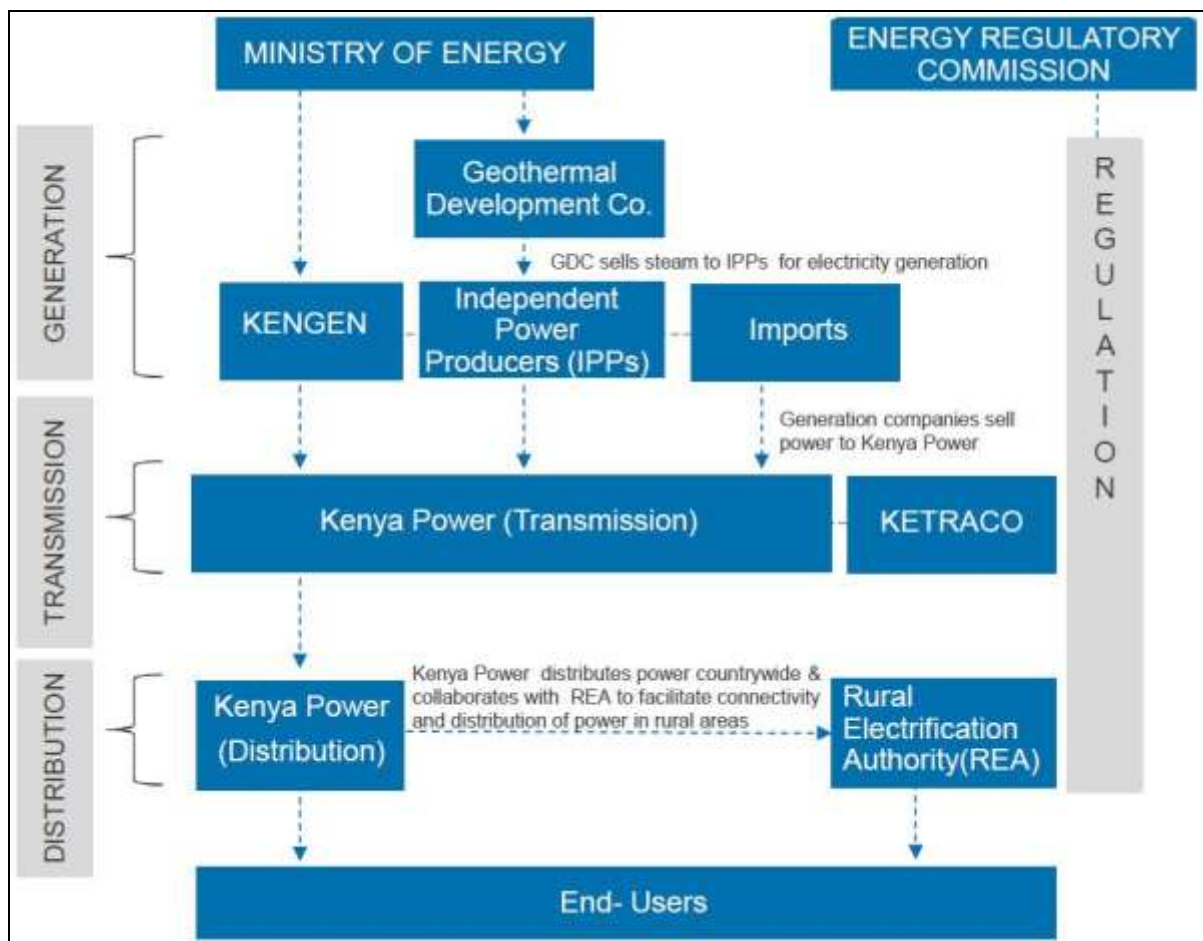 MINISTRY OF ENERGY
ENERGY REGULATORY
COMMISSION
GENERATION
Geothermal
Development Co.
GDC sells steam to IPPs for electricity generation
KENGEN
Independent
Power
Producers (IPPs)
Imports
REGULATION
Generation companies sell
power to Kenya Power
TRANSMISSION
Kenya Power (Transmission)
KETRACO
DISTRIBUTION
Kenya Power
(Distribution)
Kenya Power distributes power countrywide &
collaborates with REA to facilitate connectivity
and distribution of power in rural areas
Rural
Electrification
Authority(REA)
End- Users